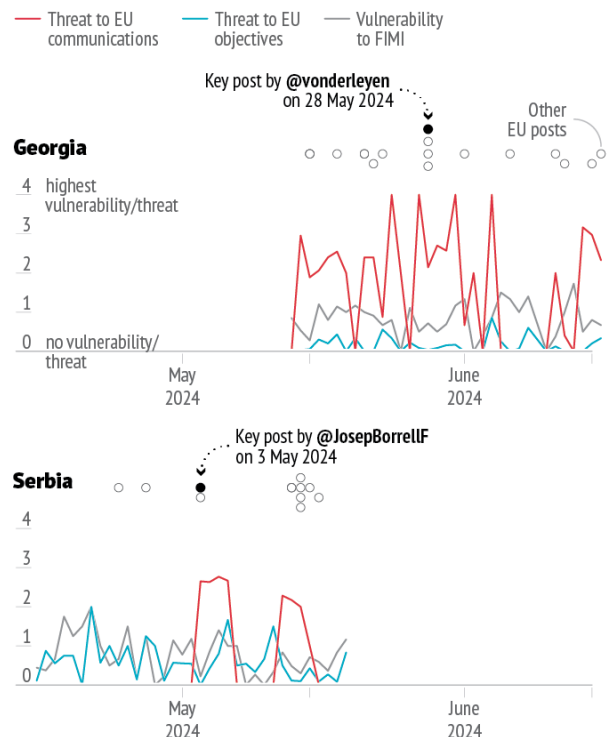 Threat to EU
communications
Threat to EU
objectives
Vulnerability
to FIMI
Key post by @vonderleyen
on 28 May 2024
Other
EU posts
Georgia
4
highest
vulnerability/threat
3
2
1
0
no vulnerability/
threat
May
2024
June
2024
Key post by @JosepBorrellF
on 3 May 2024
Serbia
4
3
2
1
0
May
2024
June
2024